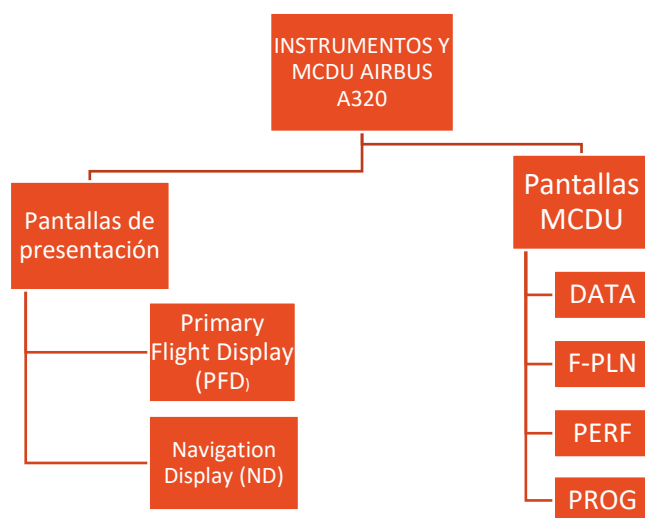 INSTRUMENTOS Y
MCDU AIRBUS
A320
Pantallas de
presentación
Primary
Flight Display
(PFD)
Navigation
Display (ND)
Pantallas
MCDU
DATA
F-PLN
PERF
PROG